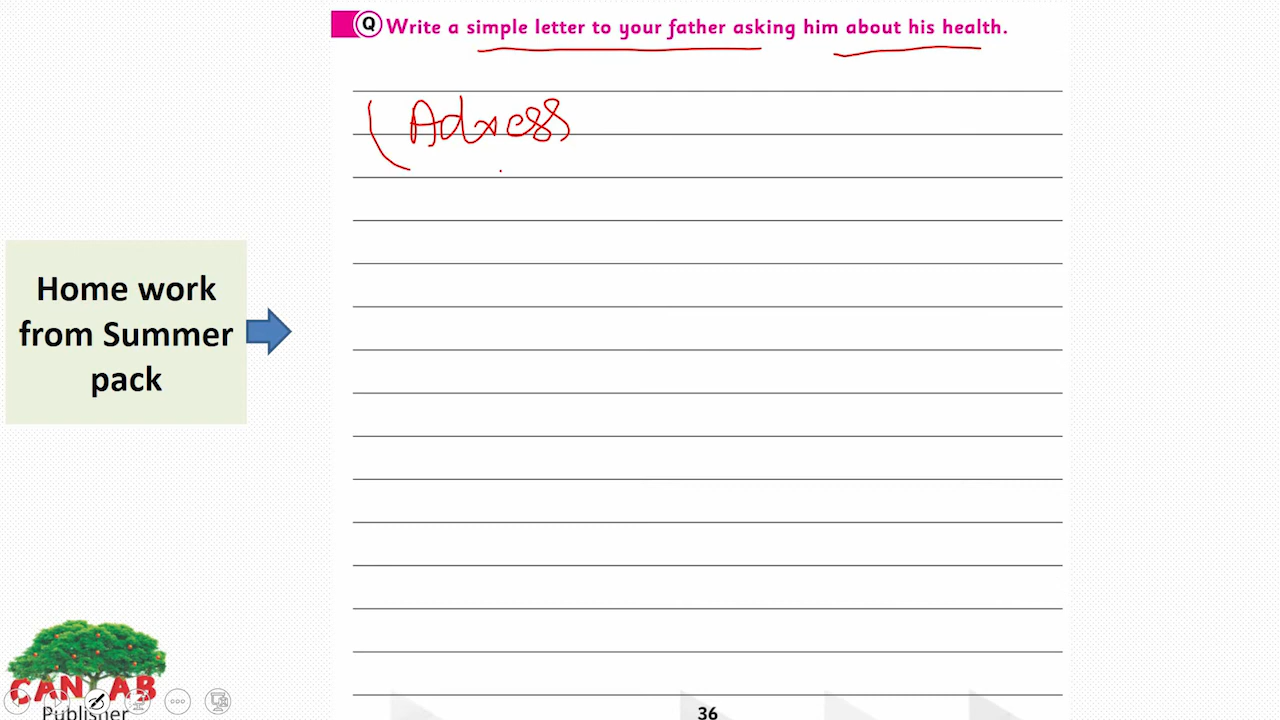 Q Write a simple letter to your father asking him about his health.
Adress
Home work
from Summer
pack
CANTAB
Publisher
36